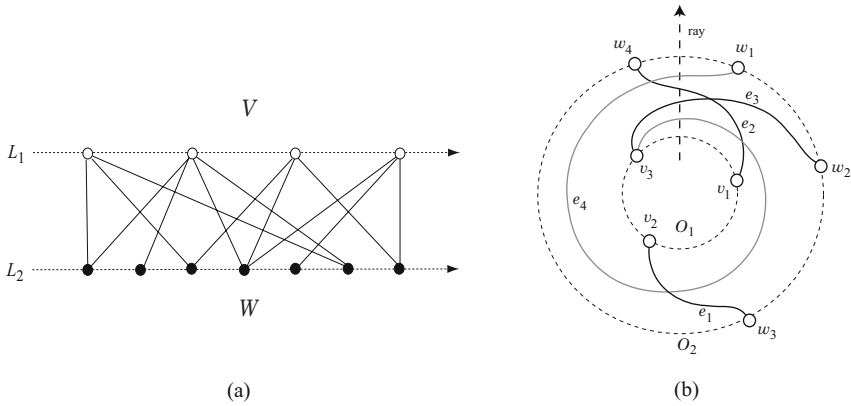 V
L₁
L₂
W
(a)
ray
w₄
w₁
e₃
e₂
v₃
w₂
v₁
e₄
v₂
O₁
e₁
w₃
O₂
(b)